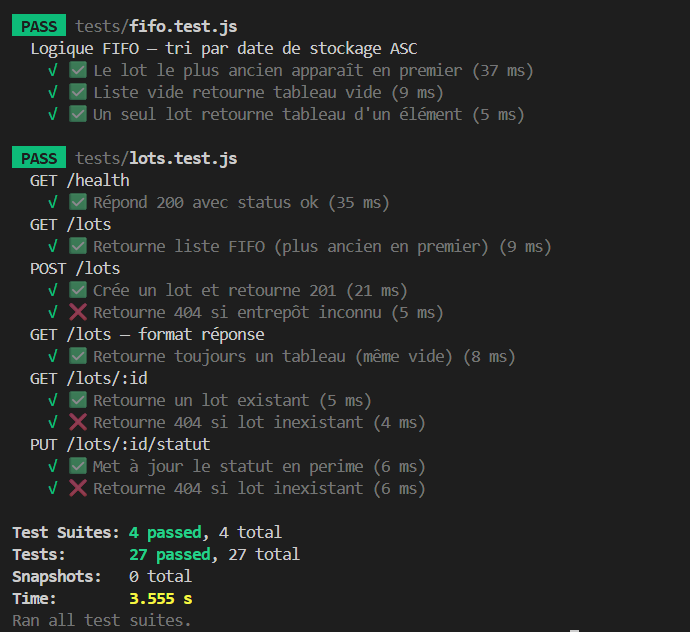 PASS tests/fifo.test.js
Logique FIFO — tri par date de stockage ASC
√ ✅ Le lot le plus ancien apparaît en premier (37 ms)
√ ✅ Liste vide retourne tableau vide (9 ms)
√ ✅ Un seul lot retourne tableau d'un élément (5 ms)
PASS tests/lots.test.js
GET /health
√ ✅ Répond 200 avec status ok (35 ms)
GET /lots
√ ✅ Retourne liste FIFO (plus ancien en premier) (9 ms)
POST /lots
√ ✅ Crée un lot et retourne 201 (21 ms)
√ ❌ Retourne 404 si entrepôt inconnu (5 ms)
GET /lots — format réponse
√ ✅ Retourne toujours un tableau (même vide) (8 ms)
GET /lots/:id
√ ✅ Retourne un lot existant (5 ms)
√ ❌ Retourne 404 si lot inexistant (4 ms)
PUT /lots/:id/statut
√ ✅ Met à jour le statut en perime (6 ms)
√ ❌ Retourne 404 si lot inexistant (6 ms)
Test Suites: 4 passed, 4 total
Tests: 27 passed, 27 total
Snapshots: 0 total
Time: 3.555 s
Ran all test suites.